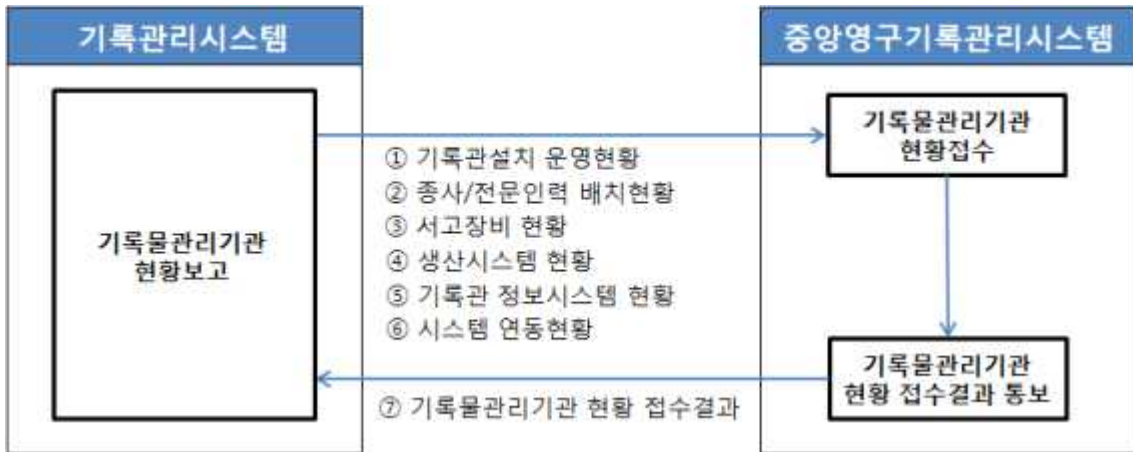 기록관리시스템
중앙영구기록관리시스템
기록물관리기관
현황보고
① 기록관설치 운영현황
② 종사/전문인력 배치현황
③ 서고장비 현황
④ 생산시스템 현황
⑤ 기록관 정보시스템 현황
⑥ 시스템 연동현황
기록물관리기관
현황접수
기록물관리기관
현황 접수결과 통보
⑦ 기록물관리기관 현황 접수결과